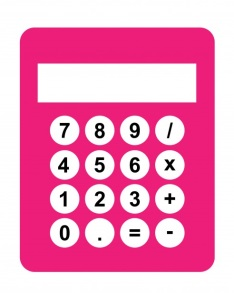 7 8 9 /
4 5 6 x
1 2 3 +
0 . = -